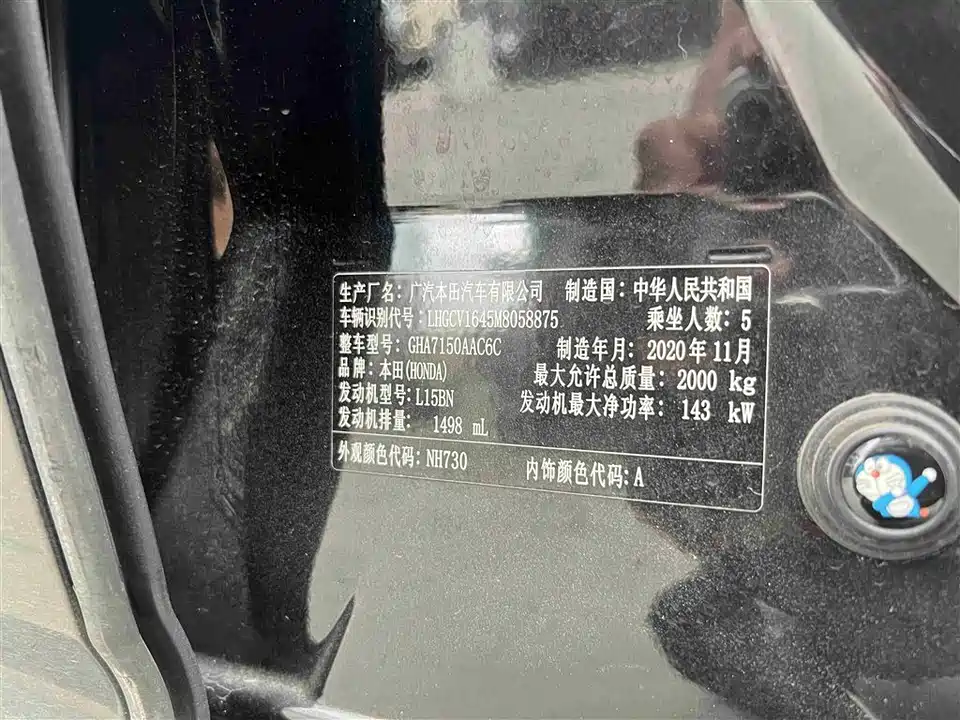 生产厂名：广汽本田汽车有限公司 制造国：中华人民共和国
车辆识别代号：LHGCV1645M8058875 乘坐人数：5
整车型号：GHA7150AAC6C 制造年月：2020年11月
品牌：本田(HONDA) 最大允许总质量：2000 kg
发动机型号：L15BN 发动机最大净功率：143 kW
发动机排量：1498 mL
外观颜色代码：NH730 内饰颜色代码：A